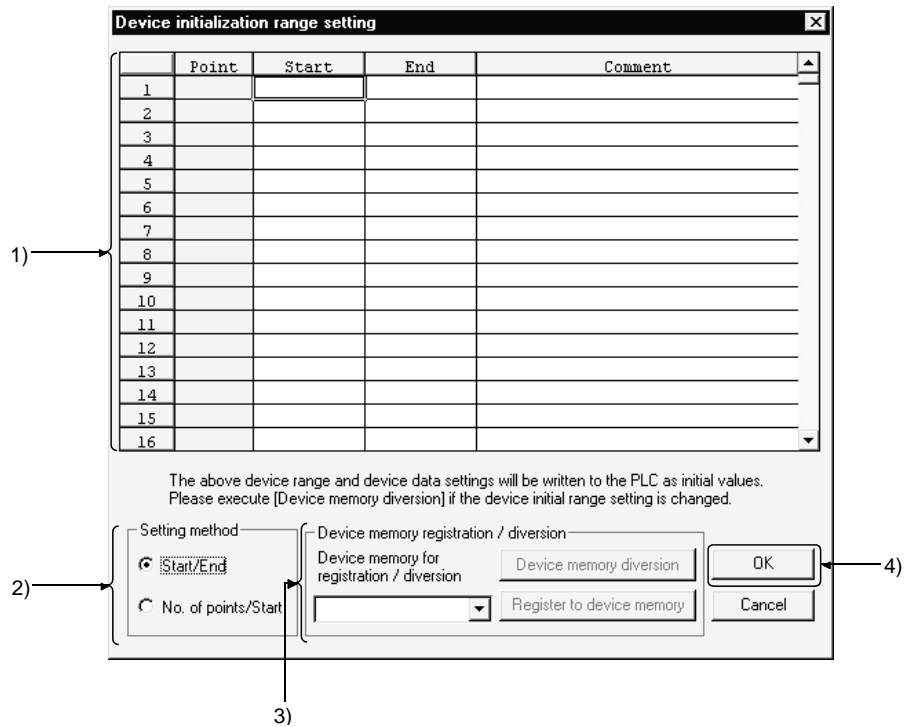 Device initialization range setting
Point Start End Comment
1
2
3
4
5
6
7
1) 8
9
10
11
12
13
14
15
16
The above device range and device data settings will be written to the PLC as initial values.
Please execute [Device memory diversion] if the device initial range setting is changed.
Setting method
Start/End
No. of points/Start
2)
Device memory registration / diversion
Device memory for
registration / diversion
Device memory diversion
Register to device memory
3)
OK
4)
Cancel